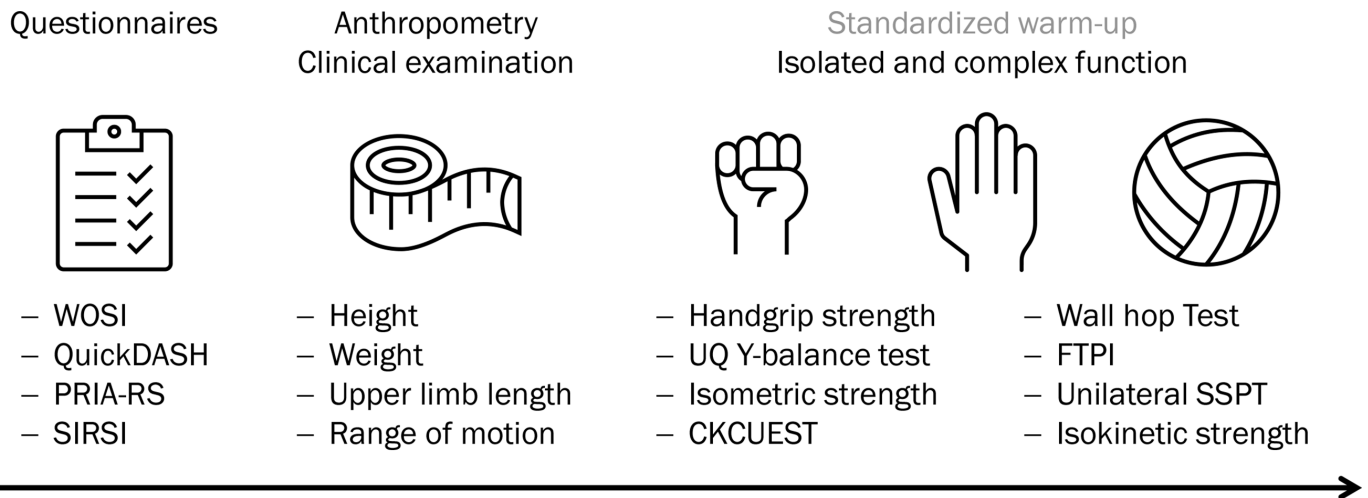 Questionnaires
Anthropometry
Clinical examination
Standardized warm-up
Isolated and complex function
– WOSI
– QuickDASH
– PRIA-RS
– SIRSI
– Height
– Weight
– Upper limb length
– Range of motion
– Handgrip strength
– UQ Y-balance test
– Isometric strength
– CKCUEST
– Wall hop Test
– FTPI
– Unilateral SSPT
– Isokinetic strength